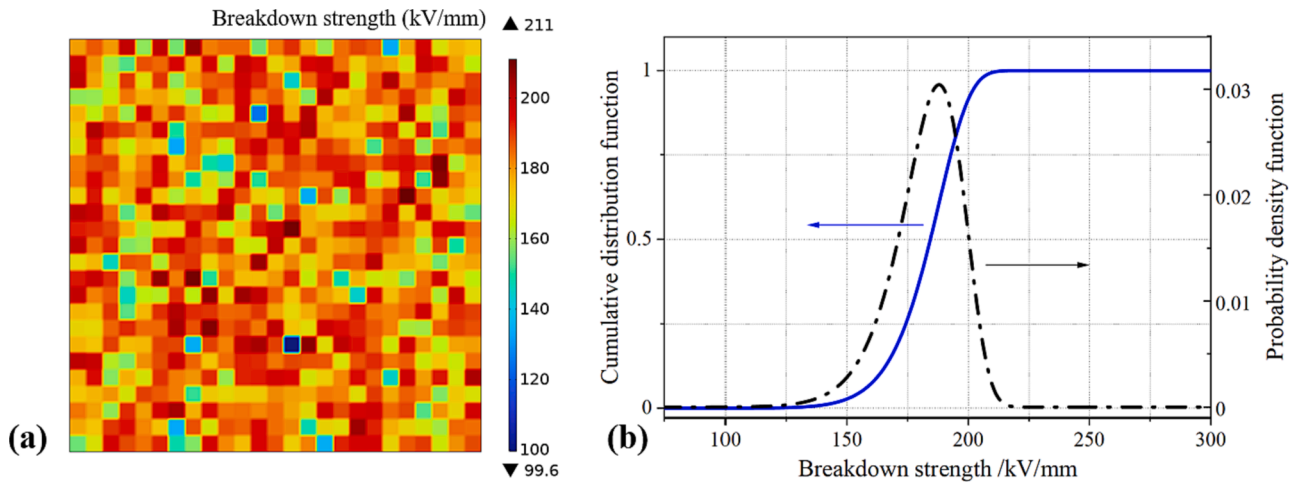 Breakdown strength (kV/mm) ▲ 211
200
180
160
140
120
100
▼ 99.6
(a)
Cumulative distribution function
1
0.5
0
100 150 200 250 300
Breakdown strength /kV/mm
0.03
0.02
0.01
0
Probability density function
(b)